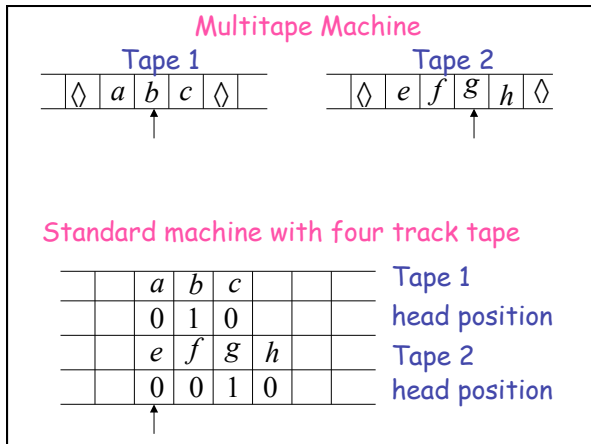 Multitape Machine
Tape 1 Tape 2
◊ a b c ◊ ◊ e f g h ◊
Standard machine with four track tape
a b c Tape 1
0 1 0 head position
e f g h Tape 2
0 0 1 0 head position